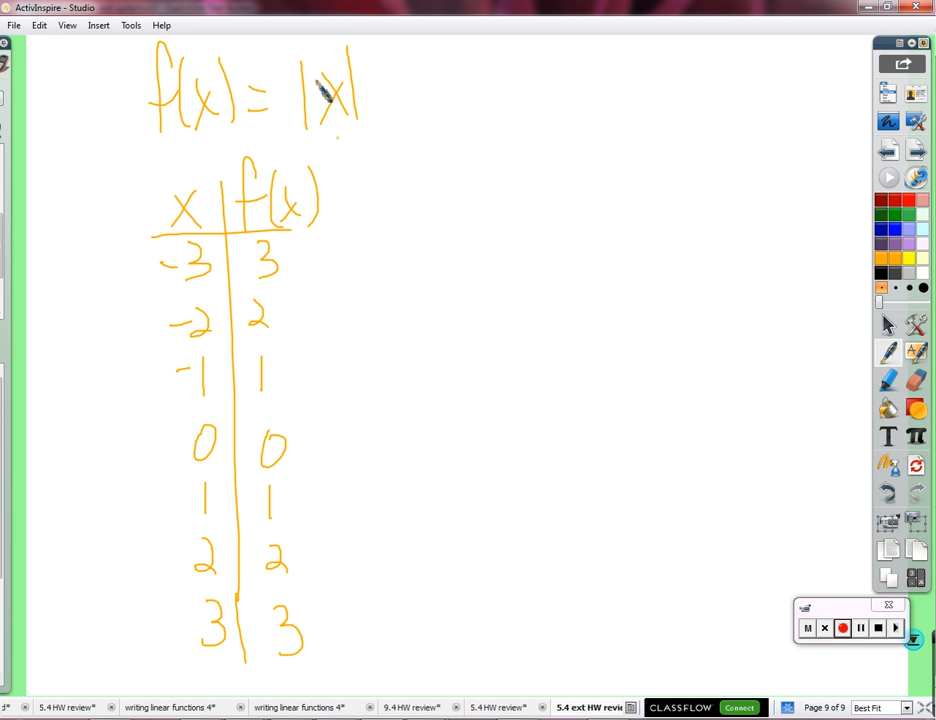 ActivInspire - Studio
File Edit View Insert Tools Help
f(x) = |x|
x f(x)
-3 3
-2 2
-1 1
0 0
1 1
2 2
3 3
M
d* 5.4 HW review* writing linear functions 4* writing linear functions 4* 9.4 HW review* 5.4 HW review* 5.4 ext HW revie CLASSFLOW Connect Page 9 of 9 Best Fit